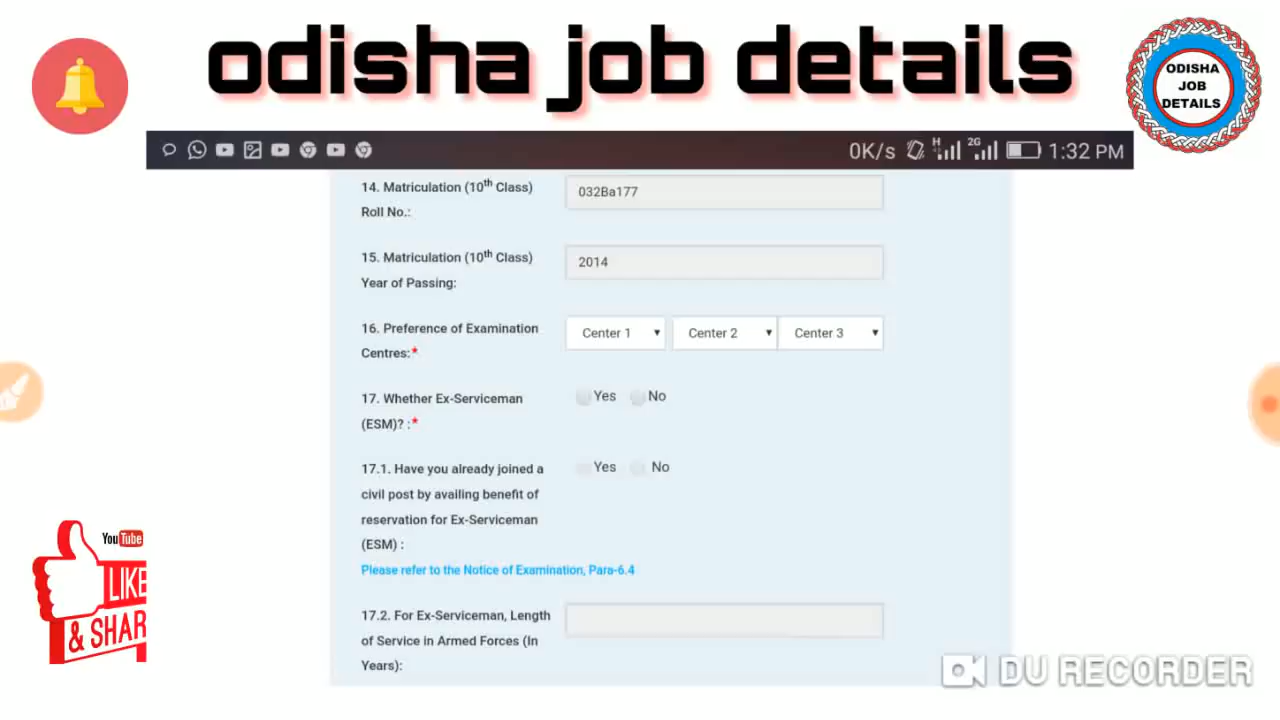 odisha job details
ODISHA
JOB
DETAILS
0K/s H 2G 1:32 PM
14. Matriculation (10th Class)
Roll No.:
032Ba177
15. Matriculation (10th Class)
Year of Passing:
2014
16. Preference of Examination
Centres:*
Center 1 Center 2 Center 3
17. Whether Ex-Serviceman
(ESM)? :*
Yes No
17.1. Have you already joined a
civil post by availing benefit of
reservation for Ex-Serviceman
(ESM) :
Yes No
Please refer to the Notice of Examination, Para-6.4
17.2. For Ex-Serviceman, Length
of Service in Armed Forces (In
Years):
YouTube
LIKE
& SHAR
DU RECORDER